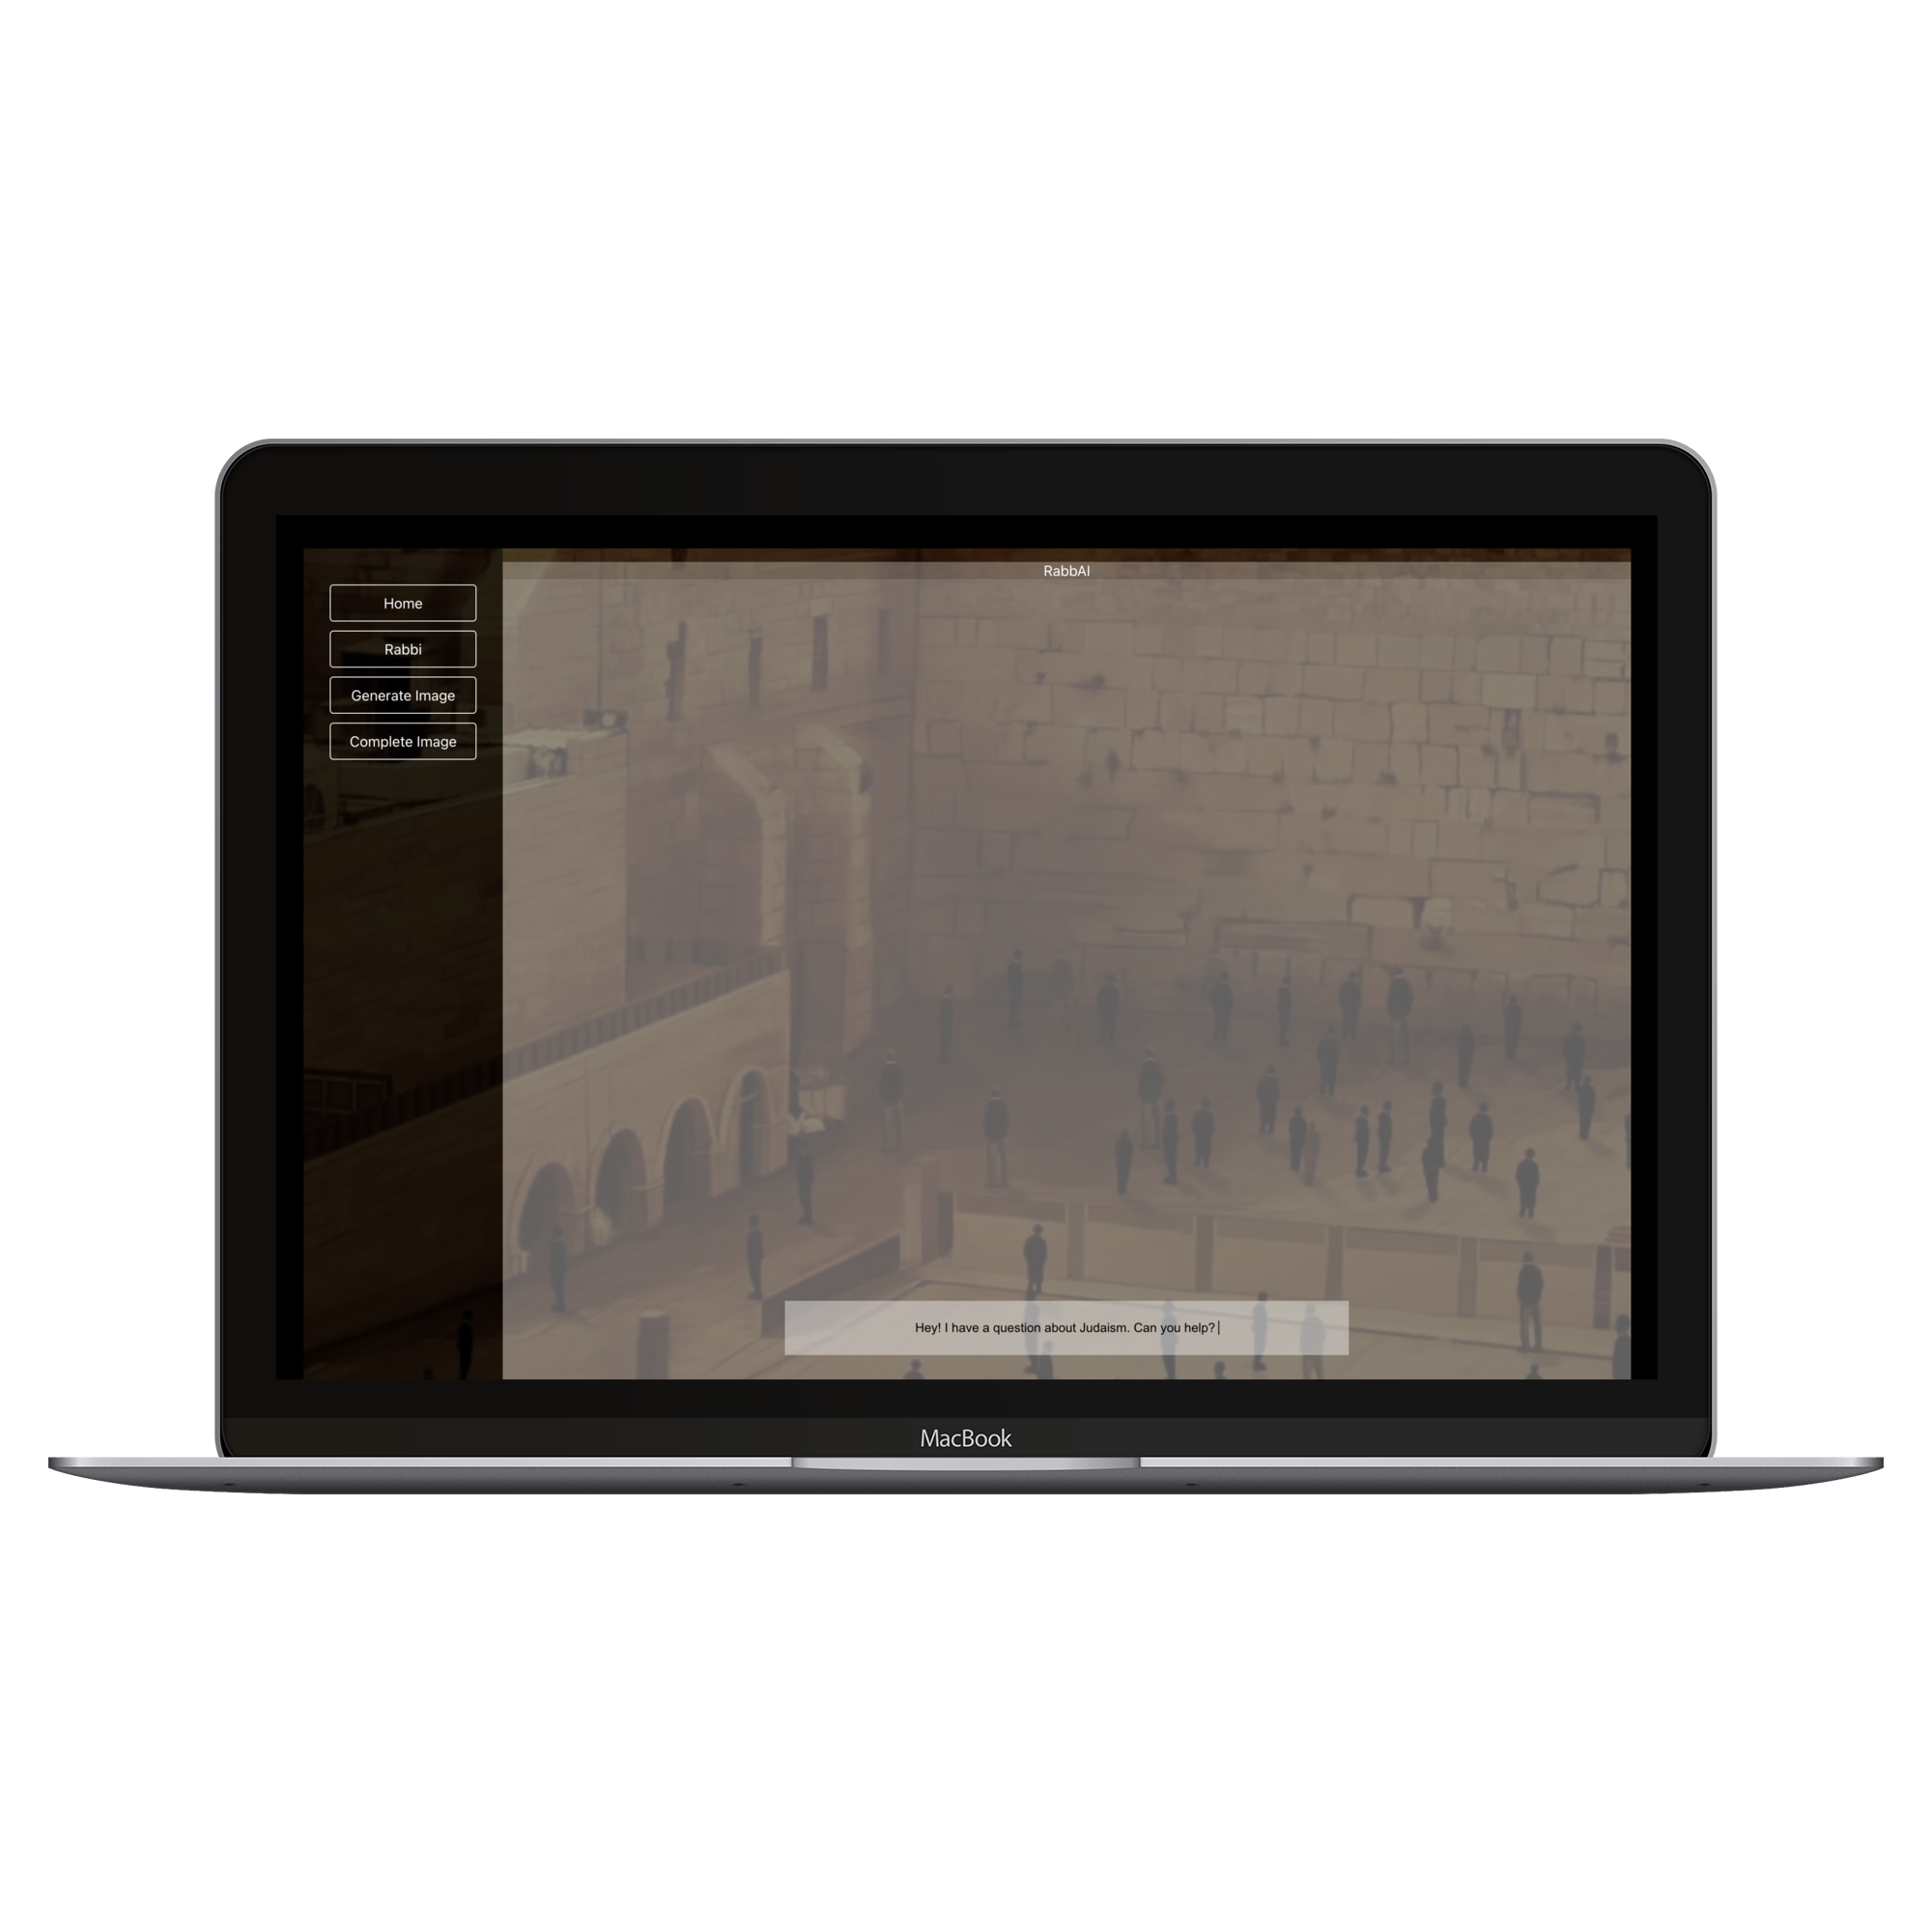 RabbAI
Home
Rabbi
Generate Image
Complete Image
Hey! I have a question about Judaism. Can you help?
MacBook